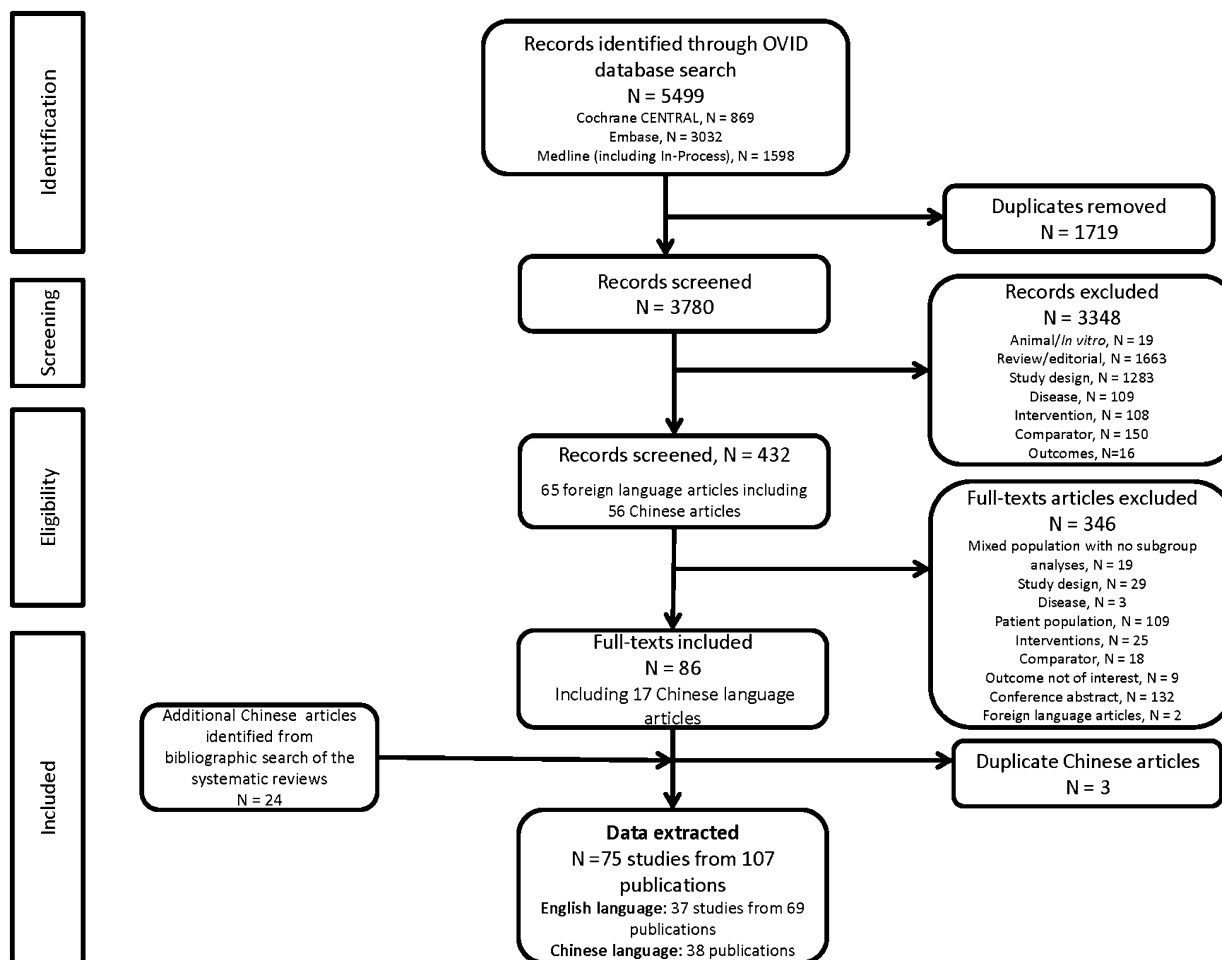 Identification
Records identified through OVID
database search
N = 5499
Cochrane CENTRAL, N = 869
Embase, N = 3032
Medline (including In-Process), N = 1598
Duplicates removed
N = 1719
Screening
Records screened
N = 3780
Records excluded
N = 3348
Animal/In vitro, N = 19
Review/editorial, N = 1663
Study design, N = 1283
Disease, N = 109
Intervention, N = 108
Comparator, N = 150
Outcomes, N=16
Eligibility
Records screened, N = 432
65 foreign language articles including
56 Chinese articles
Full-texts articles excluded
N = 346
Mixed population with no subgroup
analyses, N = 19
Study design, N = 29
Disease, N = 3
Patient population, N = 109
Interventions, N = 25
Comparator, N = 18
Outcome not of interest, N = 9
Conference abstract, N = 132
Foreign language articles, N = 2
Included
Full-texts included
N = 86
Including 17 Chinese language
articles
Additional Chinese articles
identified from
bibliographic search of the
systematic reviews
N = 24
Duplicate Chinese articles
N = 3
Data extracted
N =75 studies from 107
publications
English language: 37 studies from 69
publications
Chinese language: 38 publications